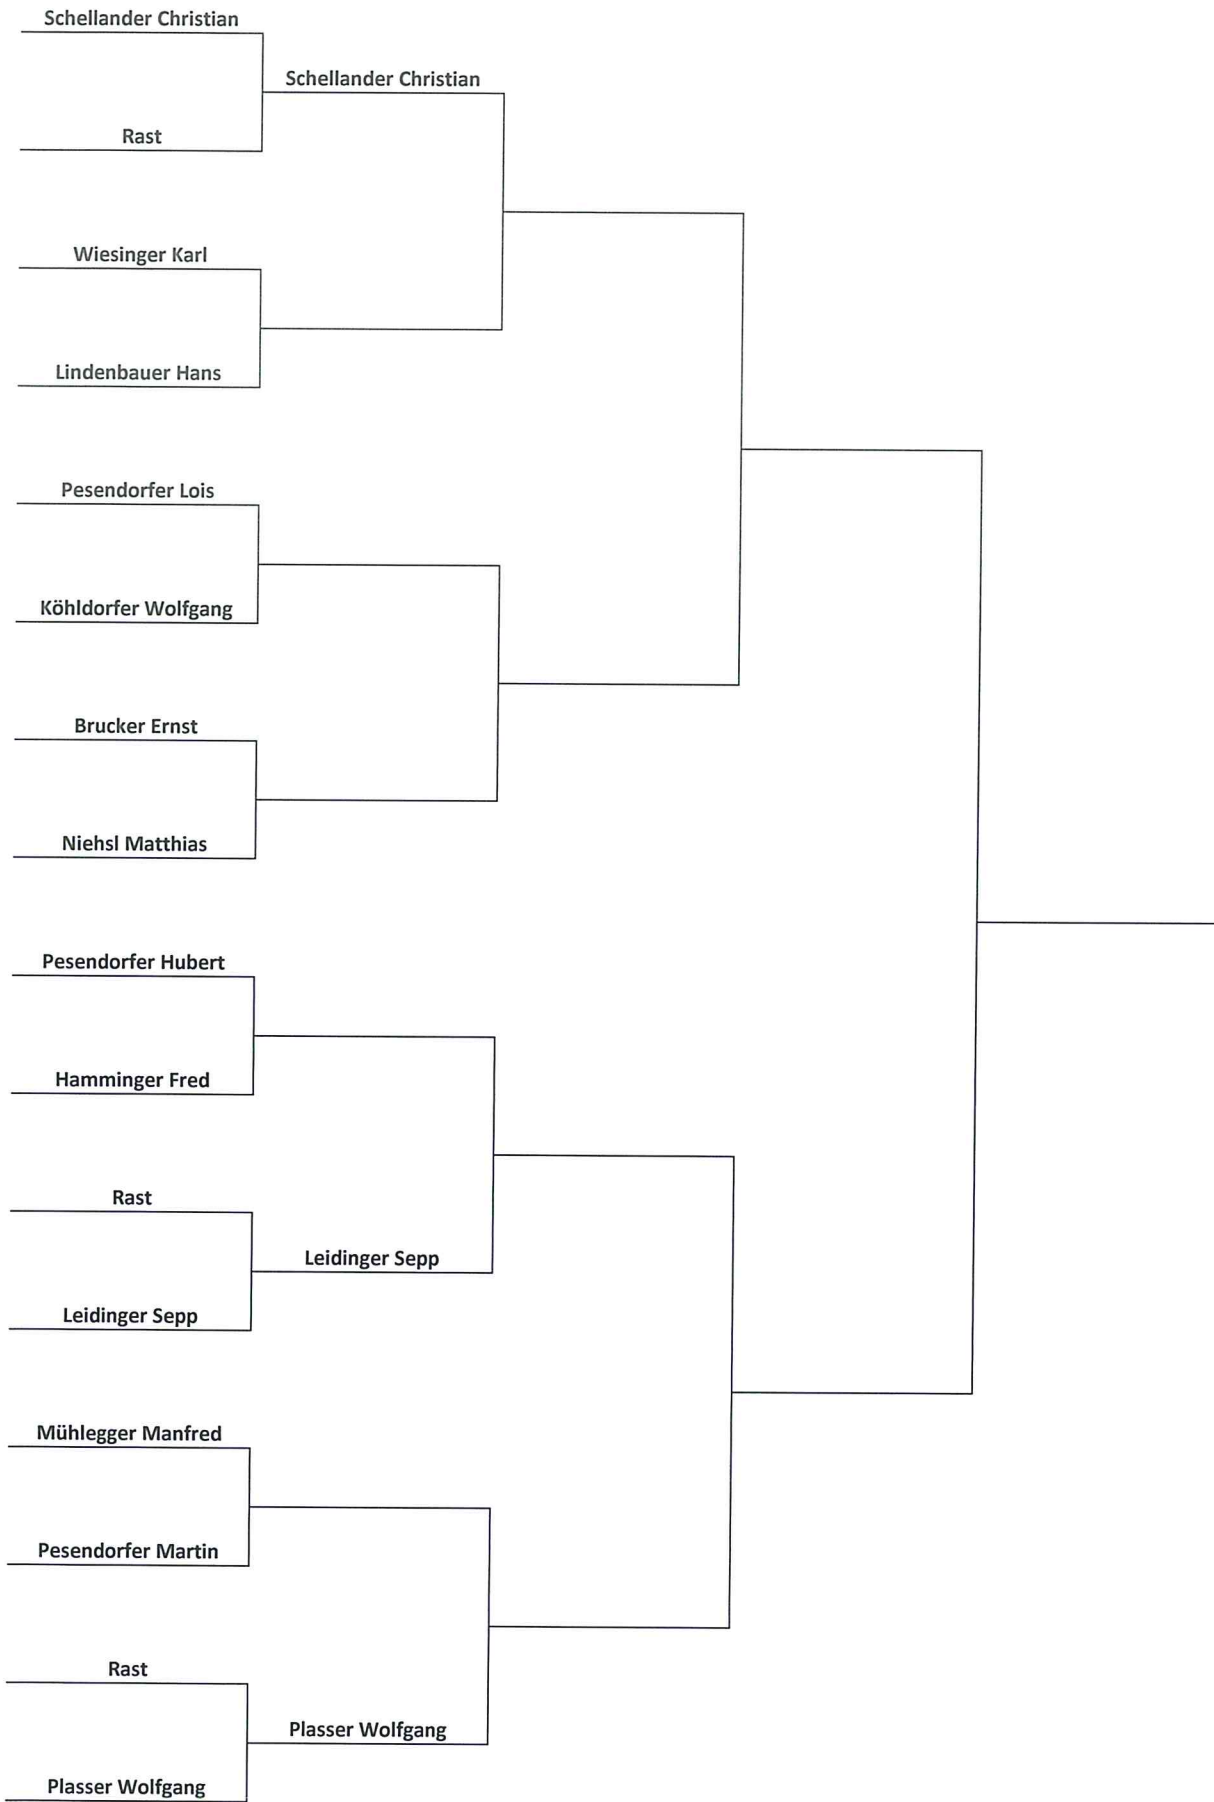 Schellander Christian
Schellander Christian
Rast
Wiesinger Karl
Lindenbauer Hans
Pesendorfer Lois
Köhldorfer Wolfgang
Brucker Ernst
Niehsl Matthias
Pesendorfer Hubert
Hamminger Fred
Rast
Leidinger Sepp
Leidinger Sepp
Mühlegger Manfred
Pesendorfer Martin
Rast
Plasser Wolfgang
Plasser Wolfgang